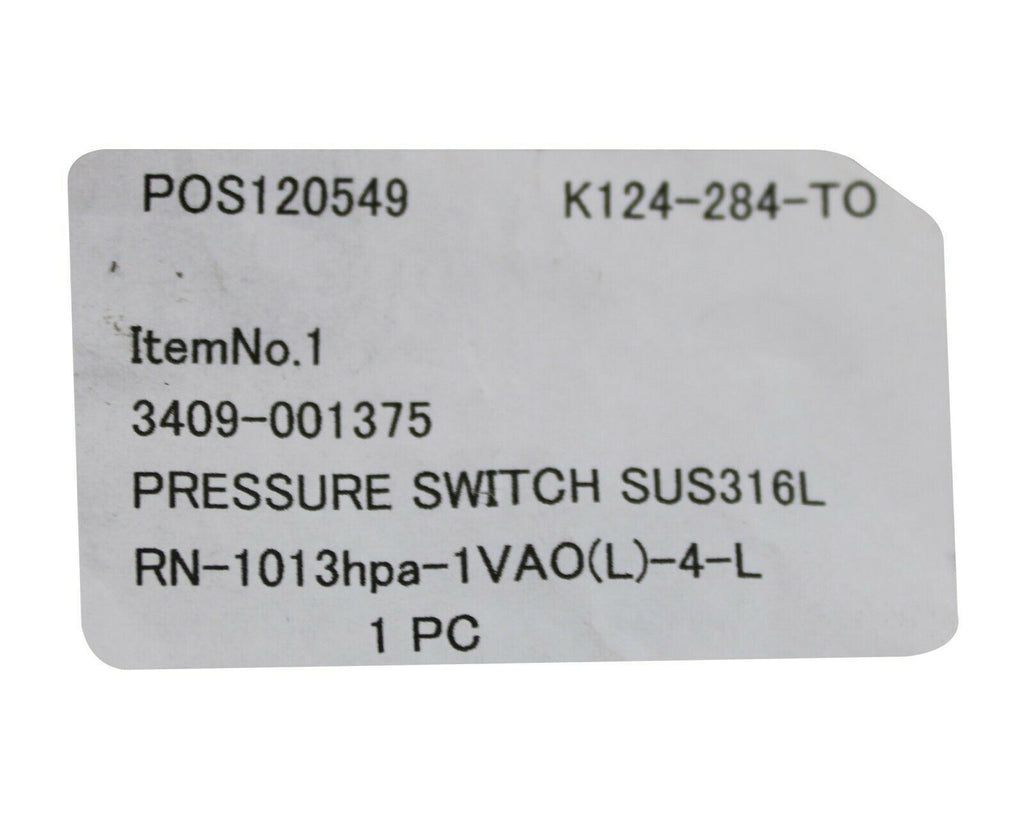 POS120549 K124-284-TO
ItemNo.1
3409-001375
PRESSURE SWITCH SUS316L
RN-1013hpa-1VAO(L)-4-L
1 PC